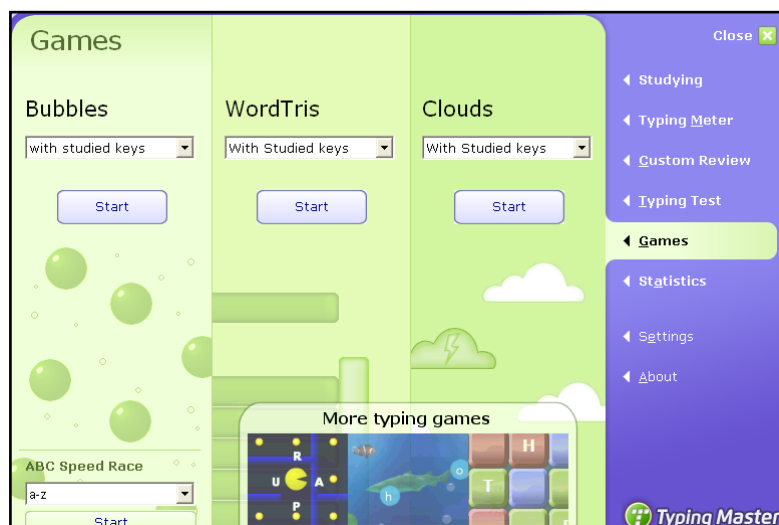 Games
Bubbles
with studied keys
Start
WordTris
With Studied keys
Start
Clouds
With Studied keys
Start
ABC Speed Race
a-z
Start
More typing games
R
U A
P
h
o
H
T
Close
Studying
Typing Meter
Custom Review
Typing Test
Games
Statistics
Settings
About
Typing Master